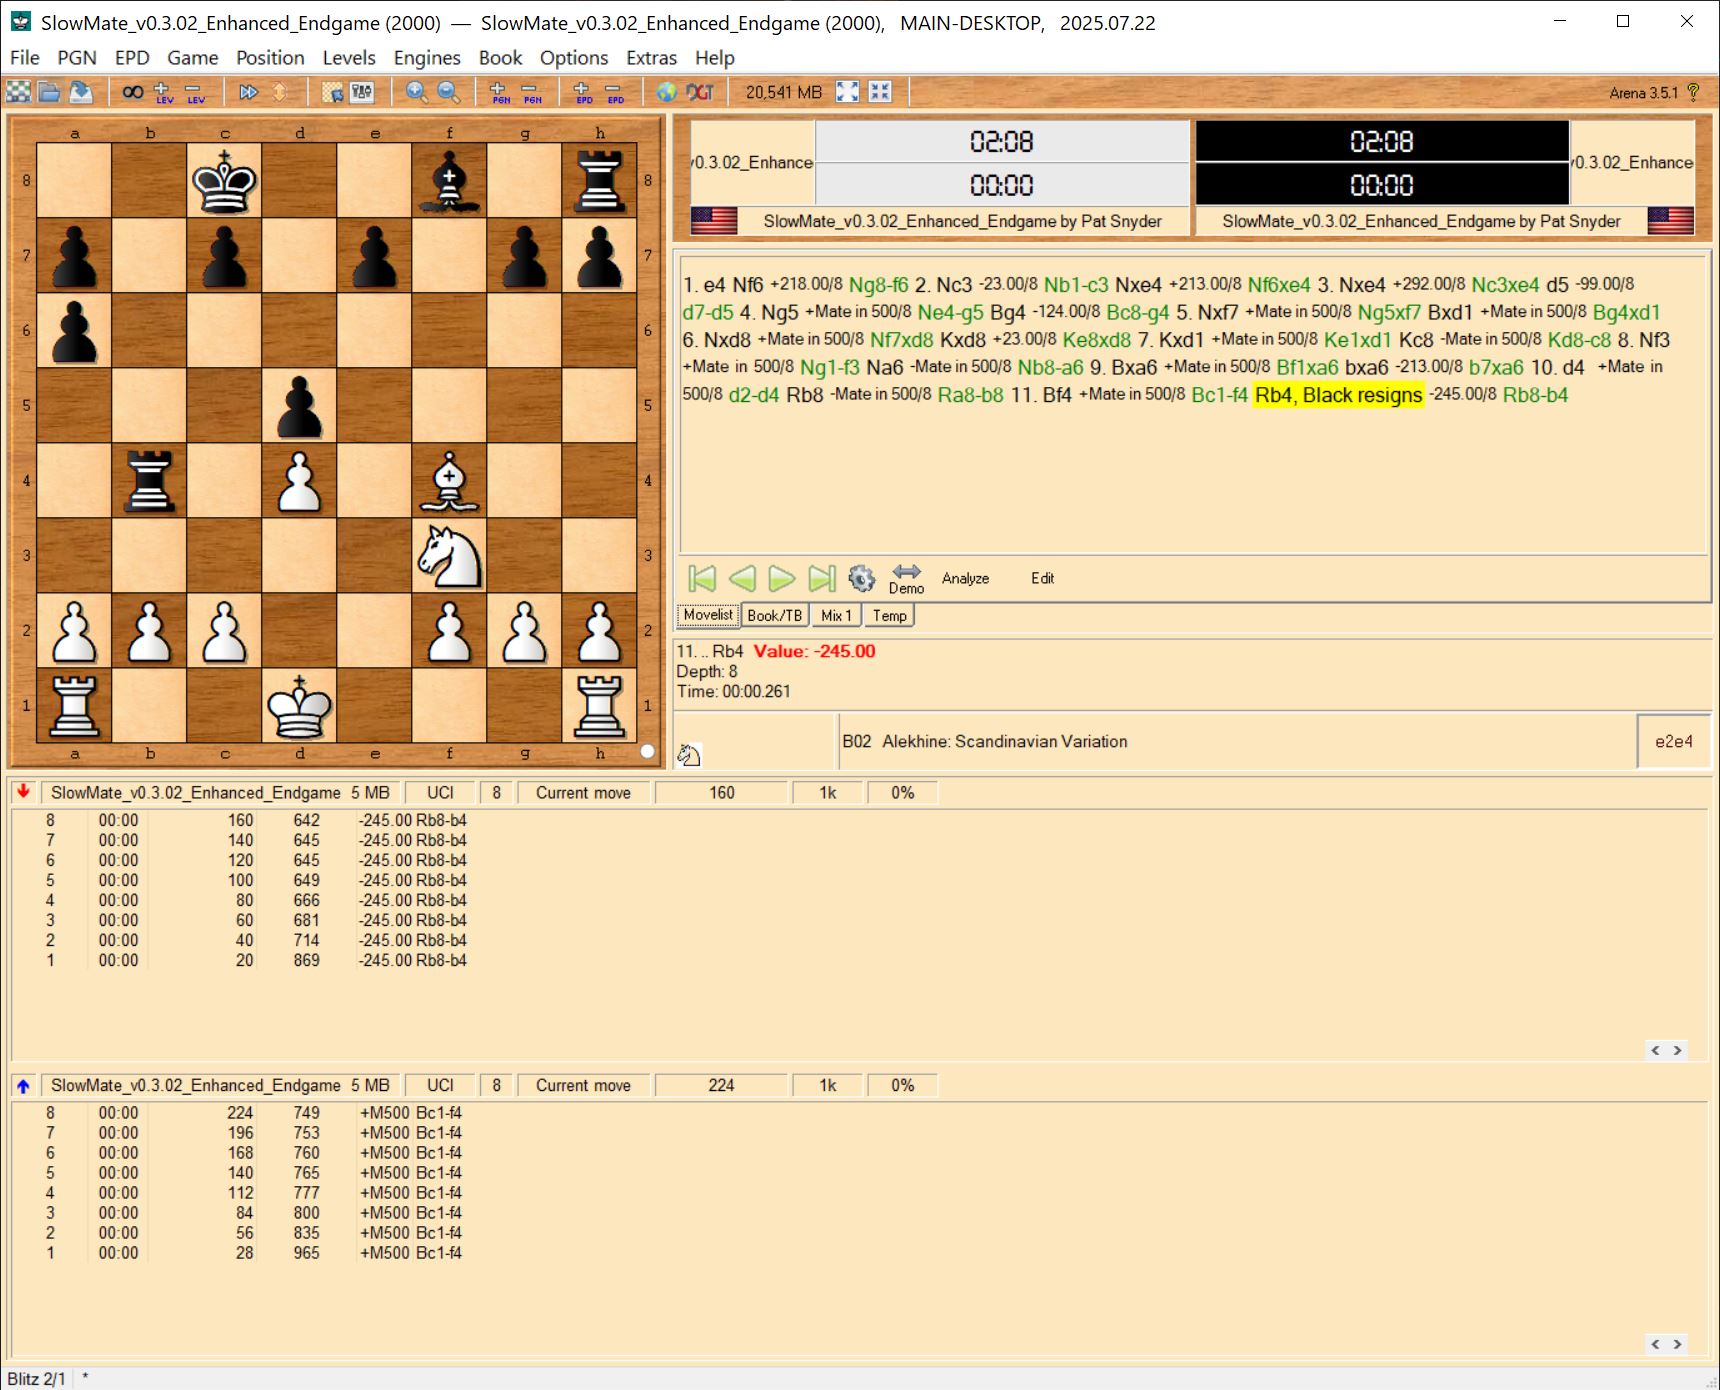 SlowMate_v0.3.02_Enhanced_Endgame (2000) — SlowMate_v0.3.02_Enhanced_Endgame (2000), MAIN-DESKTOP, 2025.07.22
File PGN EPD Game Position Levels Engines Book Options Extras Help
LEV LEV PGN PGN EPD EPD DGT 20,541 MB Arena 3.5.1 ?
a b c d e f g h
8 8
7 7
6 6
5 5
4 4
3 3
2 2
1 1
a b c d e f g h
02:08 02:08
v0.3.02_Enhance v0.3.02_Enhance
00:00 00:00
SlowMate_v0.3.02_Enhanced_Endgame by Pat Snyder SlowMate_v0.3.02_Enhanced_Endgame by Pat Snyder
1. e4 Nf6 +218.00/8 Ng8-f6 2. Nc3 -23.00/8 Nb1-c3 Nxe4 +213.00/8 Nf6xe4 3. Nxe4 +292.00/8 Nc3xe4 d5 -99.00/8
d7-d5 4. Ng5 +Mate in 500/8 Ne4-g5 Bg4 -124.00/8 Bc8-g4 5. Nxf7 +Mate in 500/8 Ng5xf7 Bxd1 +Mate in 500/8 Bg4xd1
6. Nxd8 +Mate in 500/8 Nf7xd8 Kxd8 +23.00/8 Ke8xd8 7. Kxd1 +Mate in 500/8 Ke1xd1 Kc8 -Mate in 500/8 Kd8-c8 8. Nf3
+Mate in 500/8 Ng1-f3 Na6 -Mate in 500/8 Nb8-a6 9. Bxa6 +Mate in 500/8 Bf1xa6 bxa6 -213.00/8 b7xa6 10. d4 +Mate in
500/8 d2-d4 Rb8 -Mate in 500/8 Ra8-b8 11. Bf4 +Mate in 500/8 Bc1-f4 Rb4, Black resigns -245.00/8 Rb8-b4
Demo Analyze Edit
Movelist Book/TB Mix 1 Temp
11. .. Rb4 Value: -245.00
Depth: 8
Time: 00:00.261
B02 Alekhine: Scandinavian Variation e2e4
SlowMate_v0.3.02_Enhanced_Endgame 5 MB UCI 8 Current move 160 1k 0%
8 00:00 160 642 -245.00 Rb8-b4
7 00:00 140 645 -245.00 Rb8-b4
6 00:00 120 645 -245.00 Rb8-b4
5 00:00 100 649 -245.00 Rb8-b4
4 00:00 80 666 -245.00 Rb8-b4
3 00:00 60 681 -245.00 Rb8-b4
2 00:00 40 714 -245.00 Rb8-b4
1 00:00 20 869 -245.00 Rb8-b4
SlowMate_v0.3.02_Enhanced_Endgame 5 MB UCI 8 Current move 224 1k 0%
8 00:00 224 749 +M500 Bc1-f4
7 00:00 196 753 +M500 Bc1-f4
6 00:00 168 760 +M500 Bc1-f4
5 00:00 140 765 +M500 Bc1-f4
4 00:00 112 777 +M500 Bc1-f4
3 00:00 84 800 +M500 Bc1-f4
2 00:00 56 835 +M500 Bc1-f4
1 00:00 28 965 +M500 Bc1-f4
Blitz 2/1 *